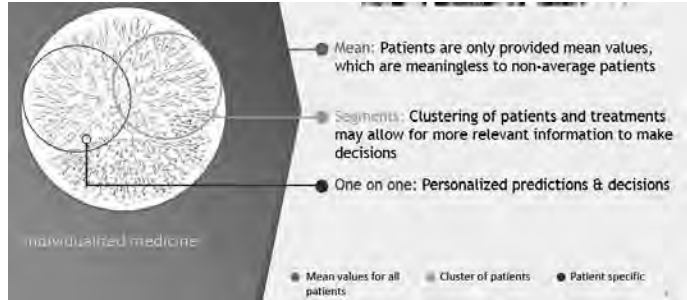 Mean: Patients are only provided mean values,
which are meaningless to non-average patients
Segments: Clustering of patients and treatments
may allow for more relevant information to make
decisions
One on one: Personalized predictions & decisions
Individualized medicine
Mean values for all
patients
Cluster of patients
Patient specific